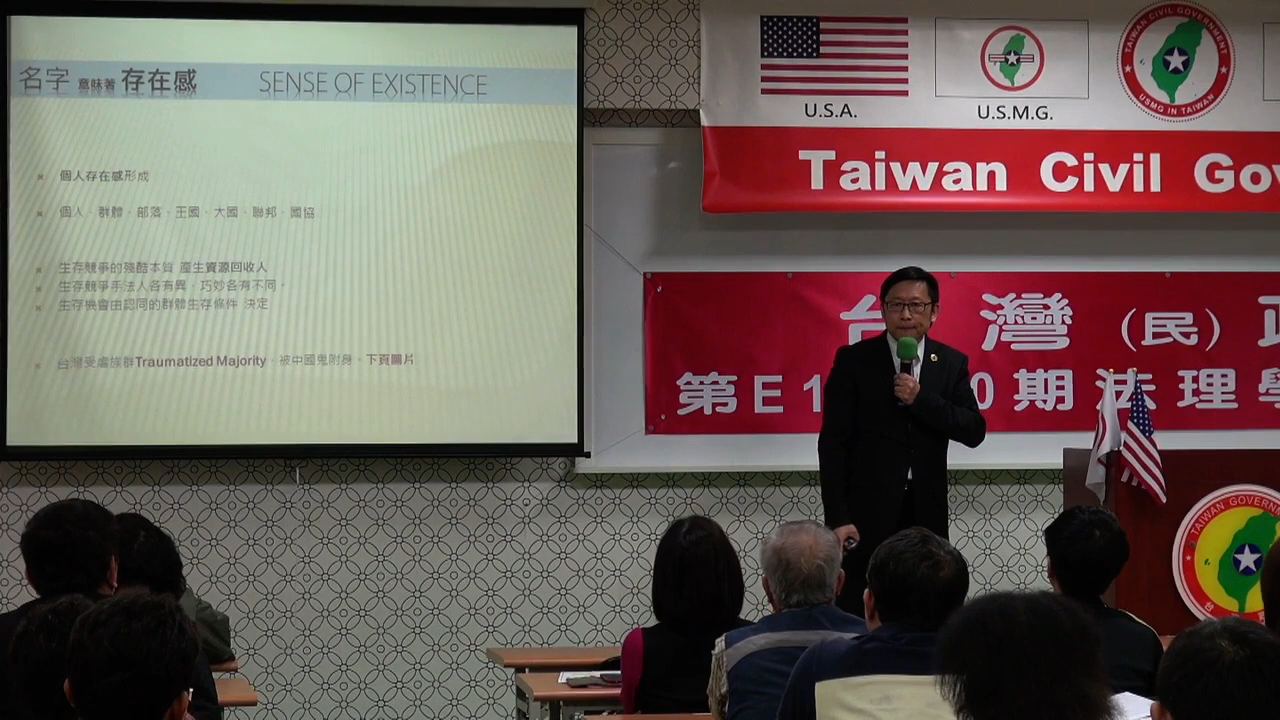 名字 意味著 存在感 SENSE OF EXISTENCE
個人存在感形成
個人、群體、部落、王國、大國、聯邦、國協
生存競爭的殘酷本質 產生資源回收人
生存競爭手法人各有異，巧妙各有不同。
生存機會由認同的群體生存條件 決定
台灣受虐族群Traumatized Majority，被中國鬼附身。下頁圖片
U.S.A.
U.S.M.G.
TAIWAN CIVIL GOVERNMENT
USMG IN TAIWAN
Taiwan Civil Gov
台灣(民)政
第E1 0期法理學
TAIWAN GOVERNMENT
台